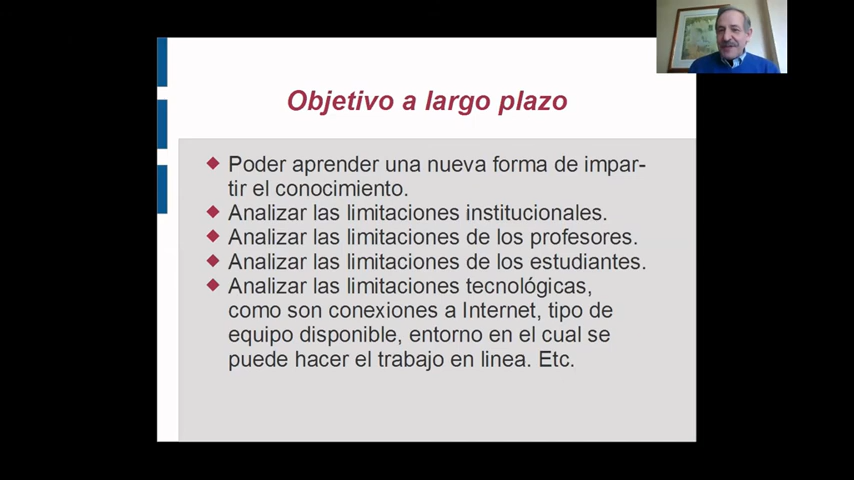 Objetivo a largo plazo
Poder aprender una nueva forma de impar-
tir el conocimiento.
Analizar las limitaciones institucionales.
Analizar las limitaciones de los profesores.
Analizar las limitaciones de los estudiantes.
Analizar las limitaciones tecnológicas,
como son conexiones a Internet, tipo de
equipo disponible, entorno en el cual se
puede hacer el trabajo en linea. Etc.